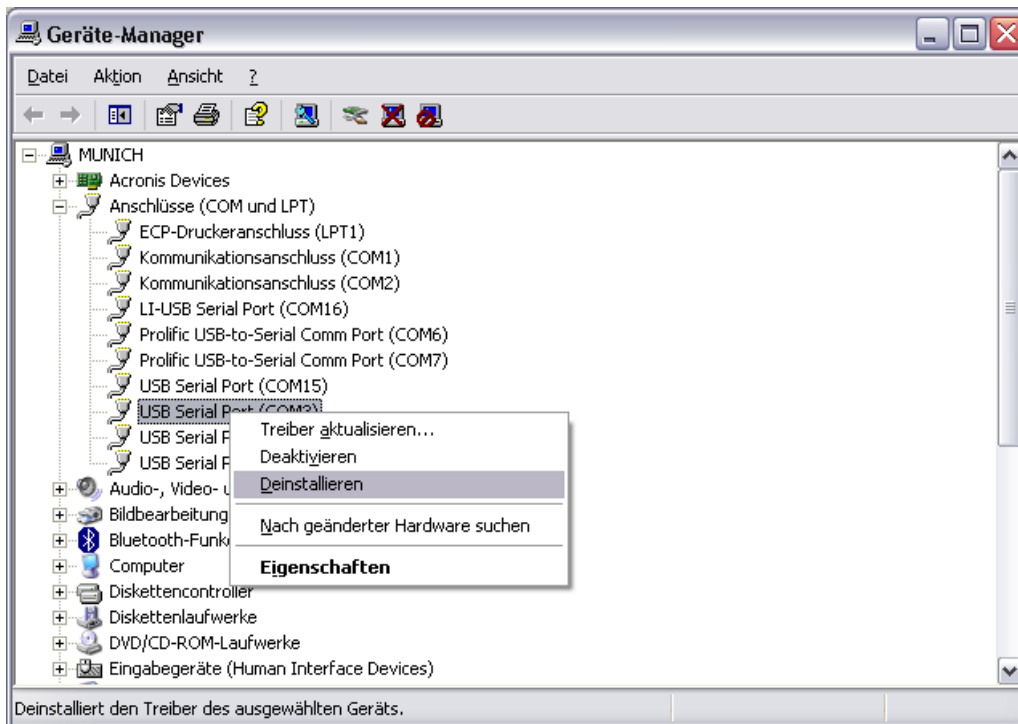 Geräte-Manager
Datei Aktion Ansicht ?
MUNICH
Acronis Devices
Anschlüsse (COM und LPT)
ECP-Druckeranschluss (LPT1)
Kommunikationsanschluss (COM1)
Kommunikationsanschluss (COM2)
LI-USB Serial Port (COM16)
Prolific USB-to-Serial Comm Port (COM6)
Prolific USB-to-Serial Comm Port (COM7)
USB Serial Port (COM15)
USB Serial Port (COM3)
USB Serial
USB Serial
Audio-, Video-
Bildbearbeitung
Bluetooth-Funk
Computer
Diskettencontroller
Diskettenlaufwerke
DVD/CD-ROM-Laufwerke
Eingabegeräte (Human Interface Devices)
Treiber aktualisieren...
Deaktivieren
Deinstallieren
Nach geänderter Hardware suchen
Eigenschaften
Deinstalliert den Treiber des ausgewählten Geräts.